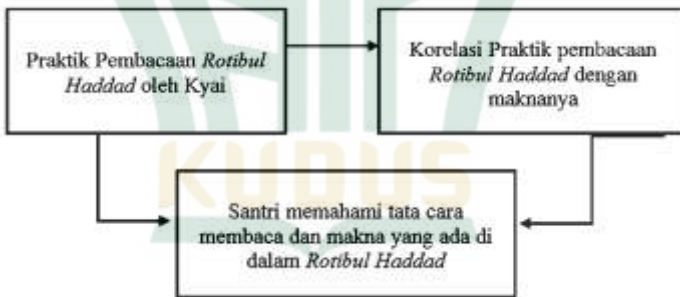 Praktik Pembacaan Rotibul
Haddad oleh Kyai
Korelasi Praktik pembacaan
Rotibul Haddad dengan
maknanya
KUDUS
Santri memahami tata cara
membaca dan makna yang ada di
dalam Rotibul Haddad